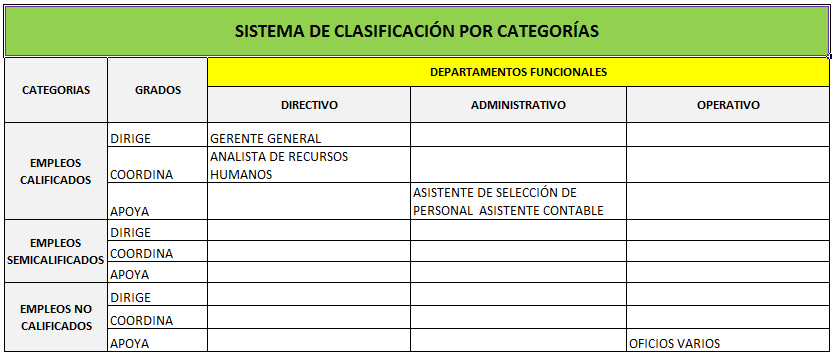 SISTEMA DE CLASIFICACIÓN POR CATEGORÍAS
CATEGORIAS
GRADOS
DEPARTAMENTOS FUNCIONALES
DIRECTIVO
ADMINISTRATIVO
OPERATIVO
EMPLEOS
CALIFICADOS
DIRIGE
GERENTE GENERAL
COORDINA
ANALISTA DE RECURSOS
HUMANOS
APOYA
ASISTENTE DE SELECCIÓN DE
PERSONAL ASISTENTE CONTABLE
EMPLEOS
SEMICALIFICADOS
DIRIGE
COORDINA
APOYA
EMPLEOS NO
CALIFICADOS
DIRIGE
COORDINA
APOYA
OFICIOS VARIOS